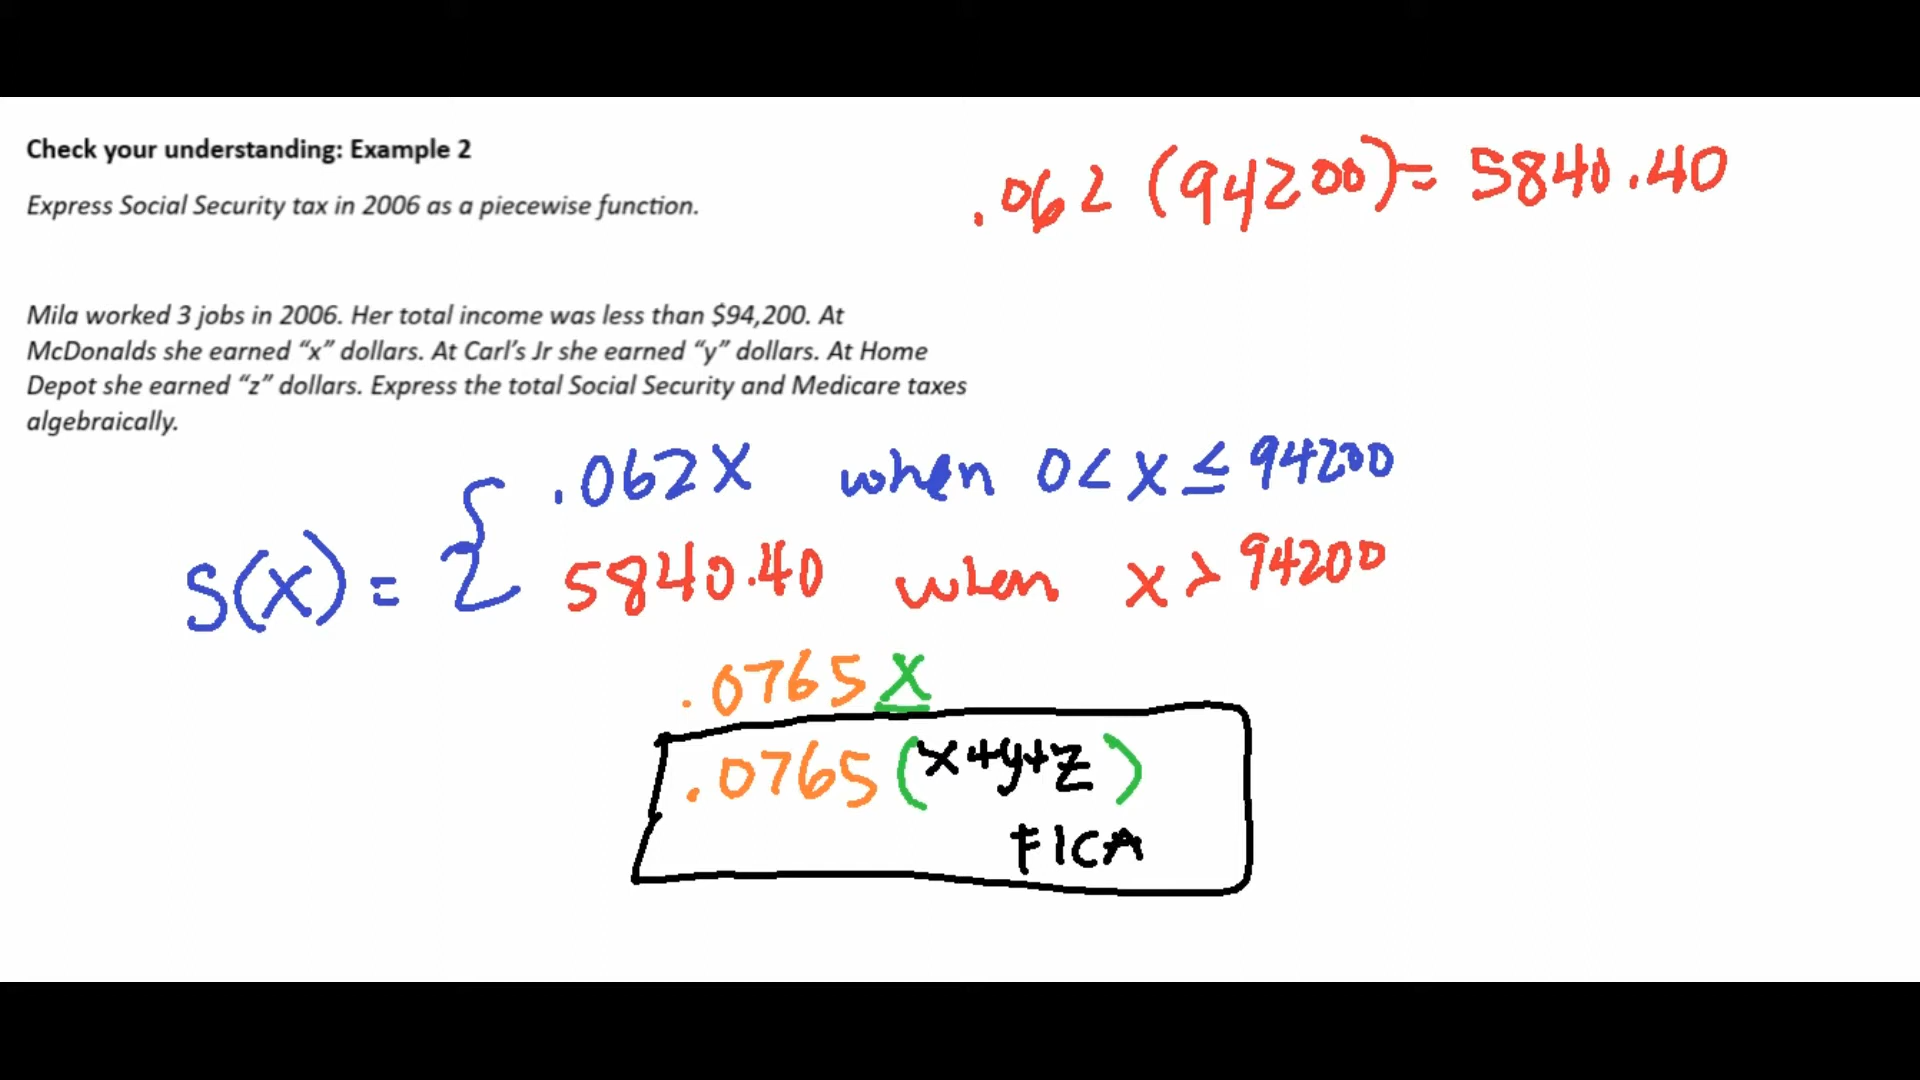 Check your understanding: Example 2
.062 (94200) = 5840.40
Express Social Security tax in 2006 as a piecewise function.
Mila worked 3 jobs in 2006. Her total income was less than $94,200. At
McDonalds she earned “x” dollars. At Carl’s Jr she earned “y” dollars. At Home
Depot she earned “z” dollars. Express the total Social Security and Medicare taxes
algebraically.
.062X when 0 < X ≤ 94200
S(X) = {
5840.40 when X > 94200
.0765 X
.0765 (X+y+z)
FICA